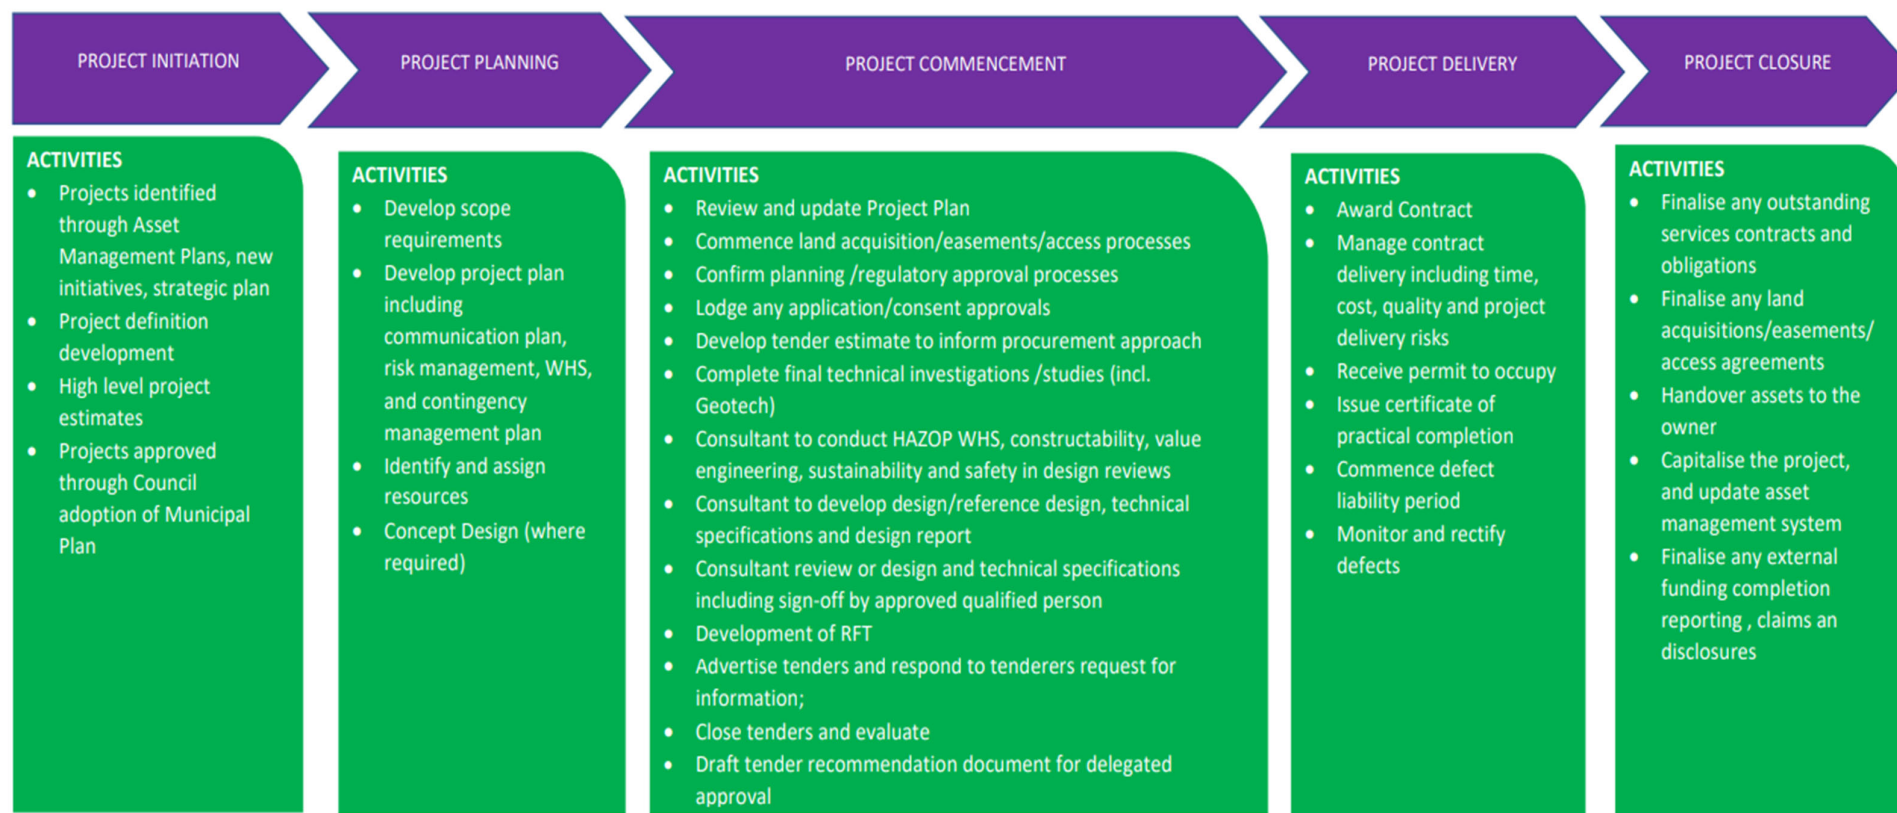 PROJECT INITIATION
PROJECT PLANNING
PROJECT COMMENCEMENT
PROJECT DELIVERY
PROJECT CLOSURE
ACTIVITIES
• Projects identified
through Asset
Management Plans, new
initiatives, strategic plan
• Project definition
development
• High level project
estimates
• Projects approved
through Council
adoption of Municipal
Plan
ACTIVITIES
• Develop scope
requirements
• Develop project plan
including
communication plan,
risk management, WHS,
and contingency
management plan
• Identify and assign
resources
• Concept Design (where
required)
ACTIVITIES
• Review and update Project Plan
• Commence land acquisition/easements/access processes
• Confirm planning /regulatory approval processes
• Lodge any application/consent approvals
• Develop tender estimate to inform procurement approach
• Complete final technical investigations /studies (incl.
Geotech)
• Consultant to conduct HAZOP WHS, constructability, value
engineering, sustainability and safety in design reviews
• Consultant to develop design/reference design, technical
specifications and design report
• Consultant review or design and technical specifications
including sign-off by approved qualified person
• Development of RFT
• Advertise tenders and respond to tenderers request for
information;
• Close tenders and evaluate
• Draft tender recommendation document for delegated
approval
ACTIVITIES
• Award Contract
• Manage contract
delivery including time,
cost, quality and project
delivery risks
• Receive permit to occupy
• Issue certificate of
practical completion
• Commence defect
liability period
• Monitor and rectify
defects
ACTIVITIES
• Finalise any outstanding
services contracts and
obligations
• Finalise any land
acquisitions/easements/
access agreements
• Handover assets to the
owner
• Capitalise the project,
and update asset
management system
• Finalise any external
funding completion
reporting , claims an
disclosures